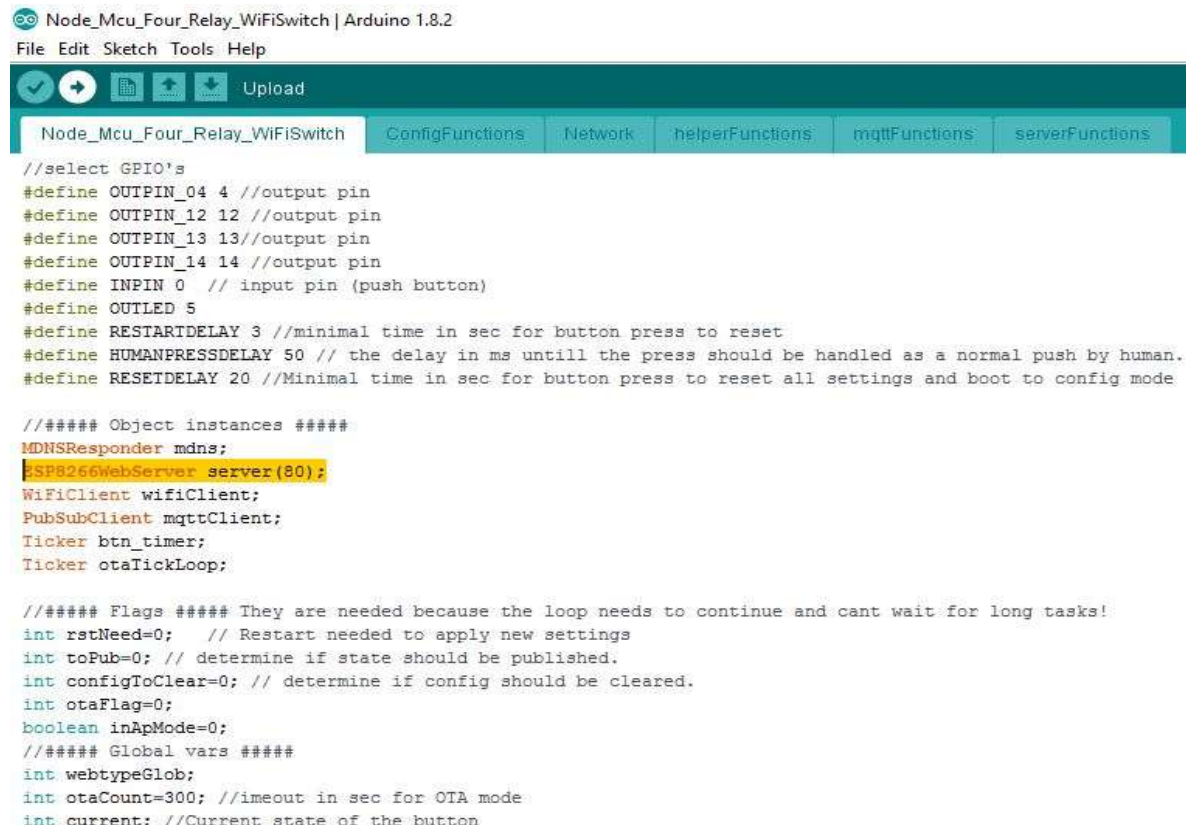 Node_Mcu_Four_Relay_WiFiSwitch | Arduino 1.8.2
File Edit Sketch Tools Help
Upload
Node_Mcu_Four_Relay_WiFiSwitch ConfigFunctions Network helperFunctions mqttFunctions serverFunctions
//select GPIO's
#define OUTPIN_04 4 //output pin
#define OUTPIN_12 12 //output pin
#define OUTPIN_13 13//output pin
#define OUTPIN_14 14 //output pin
#define INPIN 0  // input pin (push button)
#define OUTLED 5
#define RESTARTDELAY 3 //minimal time in sec for button press to reset
#define HUMANPRESSDELAY 50 // the delay in ms untill the press should be handled as a normal push by human.
#define RESETDELAY 20 //Minimal time in sec for button press to reset all settings and boot to config mode
//##### Object instances #####
MDNSResponder mdns;
ESP8266WebServer server(80);
WiFiClient wifiClient;
PubSubClient mqttClient;
Ticker btn_timer;
Ticker otaTickLoop;
//##### Flags ##### They are needed because the loop needs to continue and cant wait for long tasks!
int rstNeed=0;   // Restart needed to apply new settings
int toPub=0; // determine if state should be published.
int configToClear=0; // determine if config should be cleared.
int otaFlag=0;
boolean inApMode=0;
//##### Global vars #####
int webtypeGlob;
int otaCount=300; //imeout in sec for OTA mode
int current; //Current state of the button